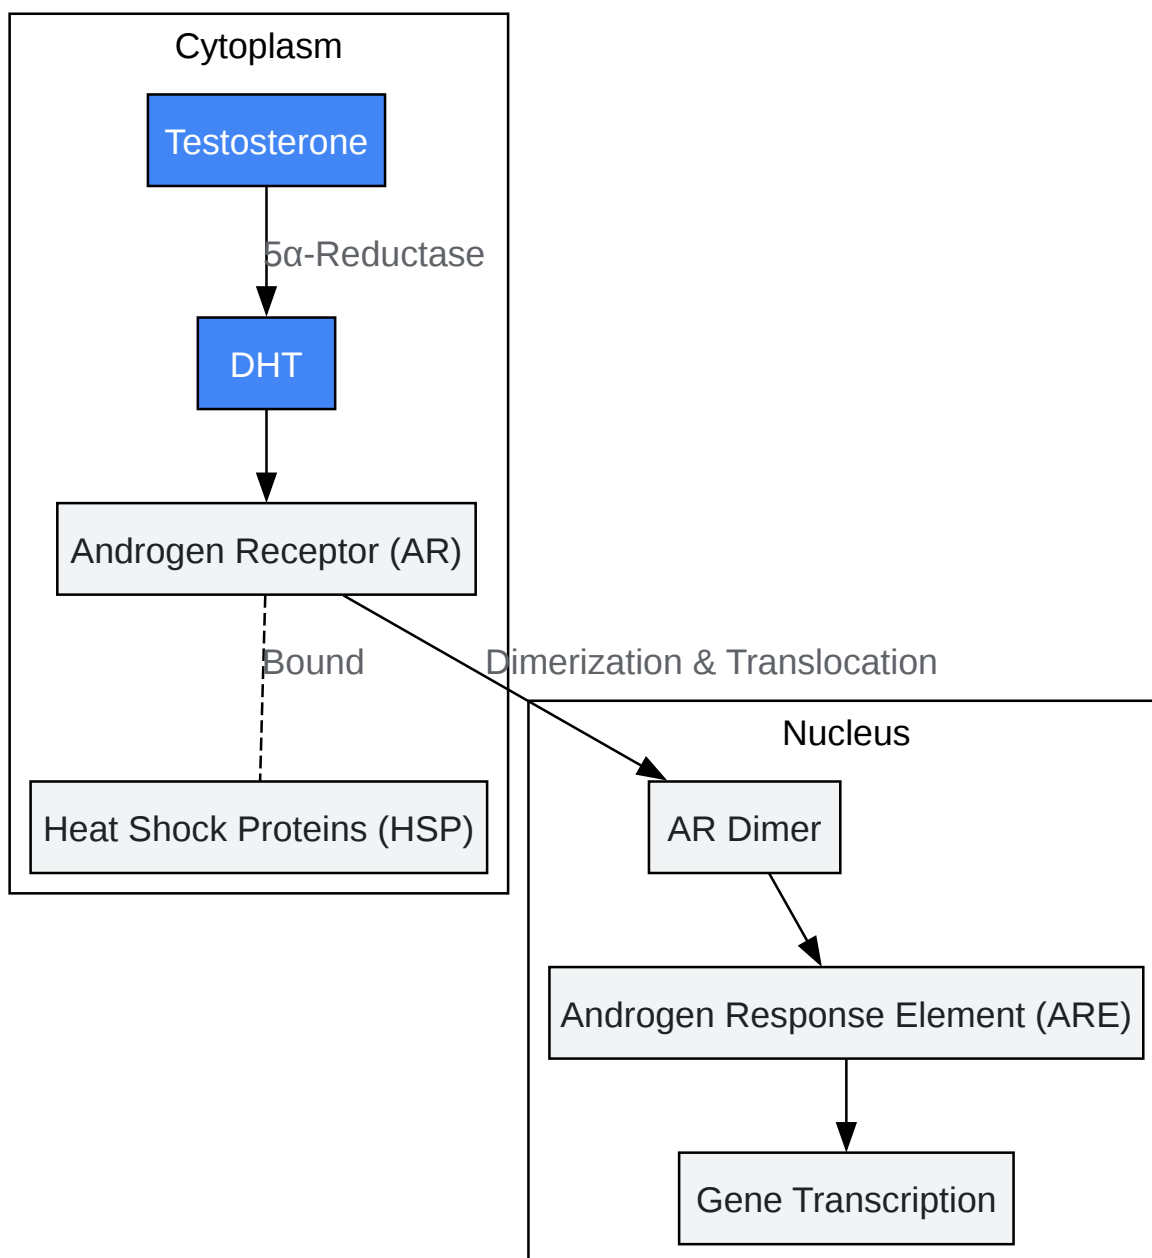 Cytoplasm
Testosterone
5α-Reductase
DHT
Androgen Receptor (AR)
Bound
Dimerization & Translocation
Heat Shock Proteins (HSP)
Nucleus
AR Dimer
Androgen Response Element (ARE)
Gene Transcription